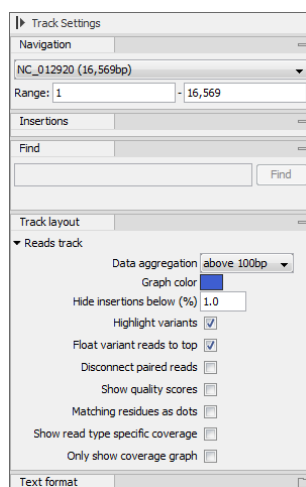 Track Settings
Navigation
NC_012920 (16,569bp)
Range: 1 - 16,569
Insertions
Find
Find
Track layout
Reads track
Data aggregation above 100bp
Graph color
Hide insertions below (%) 1.0
Highlight variants
Float variant reads to top
Disconnect paired reads
Show quality scores
Matching residues as dots
Show read type specific coverage
Only show coverage graph
Text format